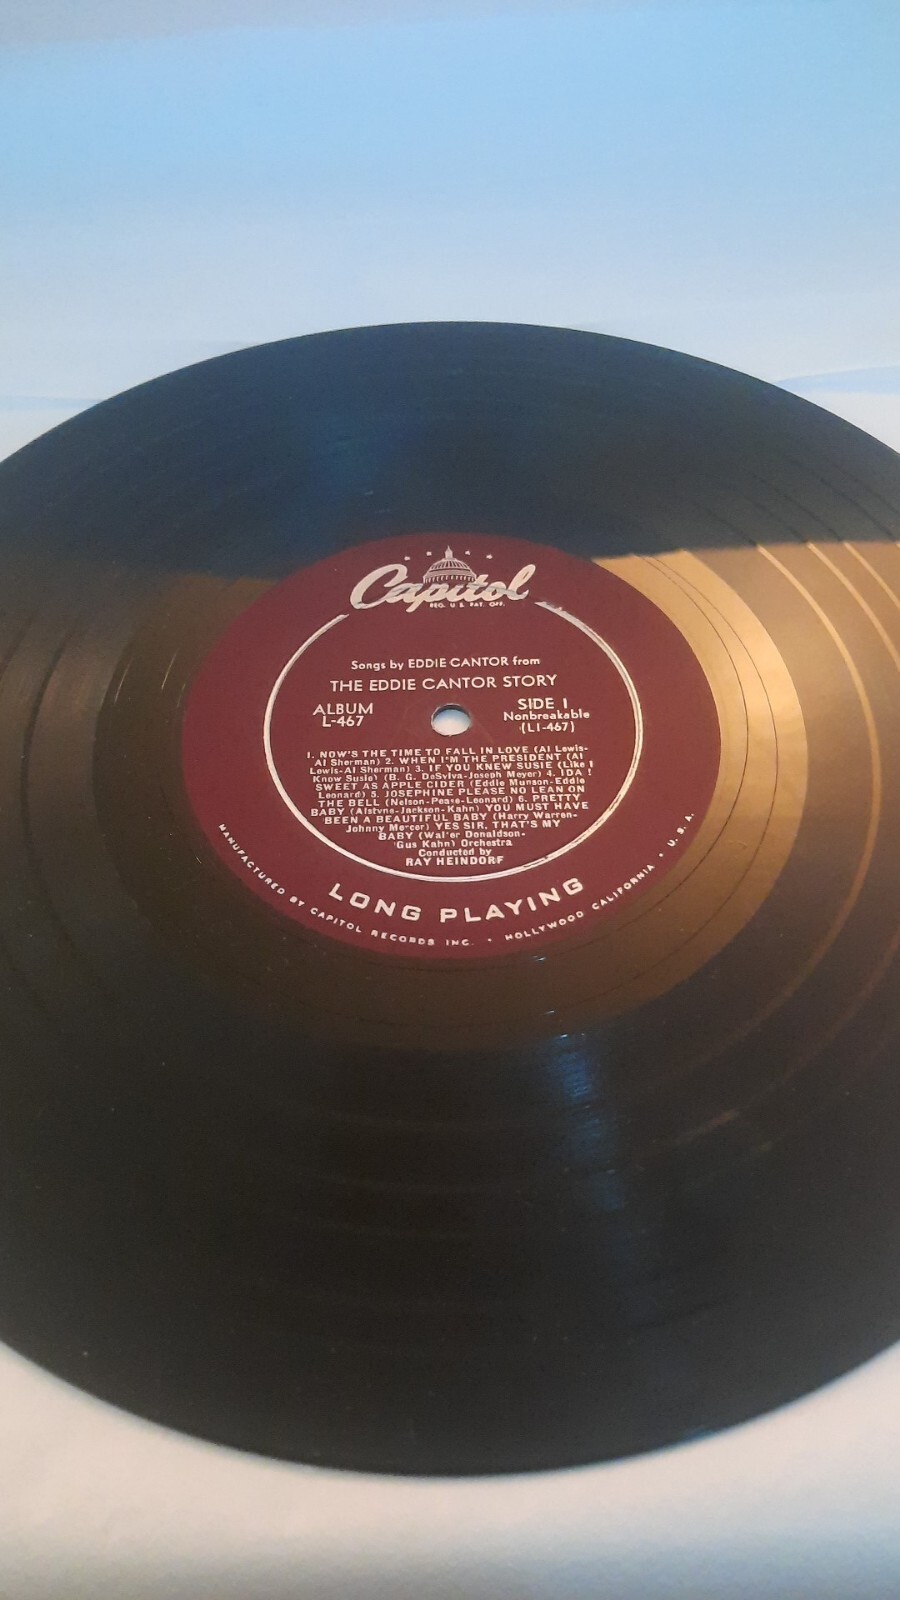 Capitol
REG. U.S. PAT. OFF.
Songs by EDDIE CANTOR from
THE EDDIE CANTOR STORY
ALBUM
L-467
SIDE 1
Nonbreakable
(L1-467)
1. NOW'S THE TIME TO FALL IN LOVE (Al Lewis-
Al Sherman) 2. WHEN I'M THE PRESIDENT (Al
Lewis-Al Sherman) 3. IF YOU KNEW SUSIE (Like I
Know Susie) (B. G. DeSylva-Joseph Meyer) 4. IDA!
SWEET AS APPLE CIDER (Eddie Munson-Eddie
Leonard) 5. JOSEPHINE PLEASE NO LEAN ON
THE BELL (Nelson-Pease-Leonard) 6. PRETTY
BABY (Alstyne-Jackson-Kahn) YOU MUST HAVE
BEEN A BEAUTIFUL BABY (Harry Warren-
Johnny Mercer) YES SIR, THAT'S MY
BABY (Walter Donaldson-
Gus Kahn) Orchestra
Conducted by
RAY HEINDORF
LONG PLAYING
MANUFACTURED BY CAPITOL RECORDS INC. • HOLLYWOOD CALIFORNIA • U.S.A.